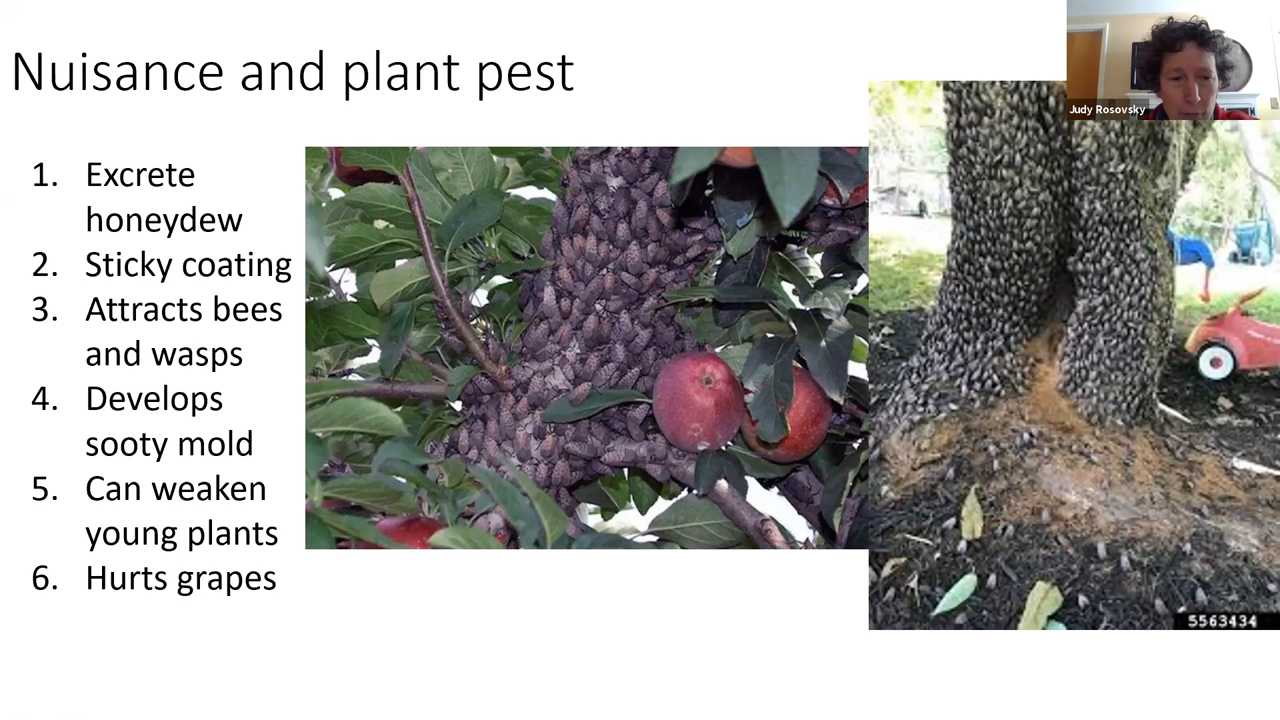 Nuisance and plant pest
Judy Rosovsky
1. Excrete
honeydew
2. Sticky coating
3. Attracts bees
and wasps
4. Develops
sooty mold
5. Can weaken
young plants
6. Hurts grapes
5563434